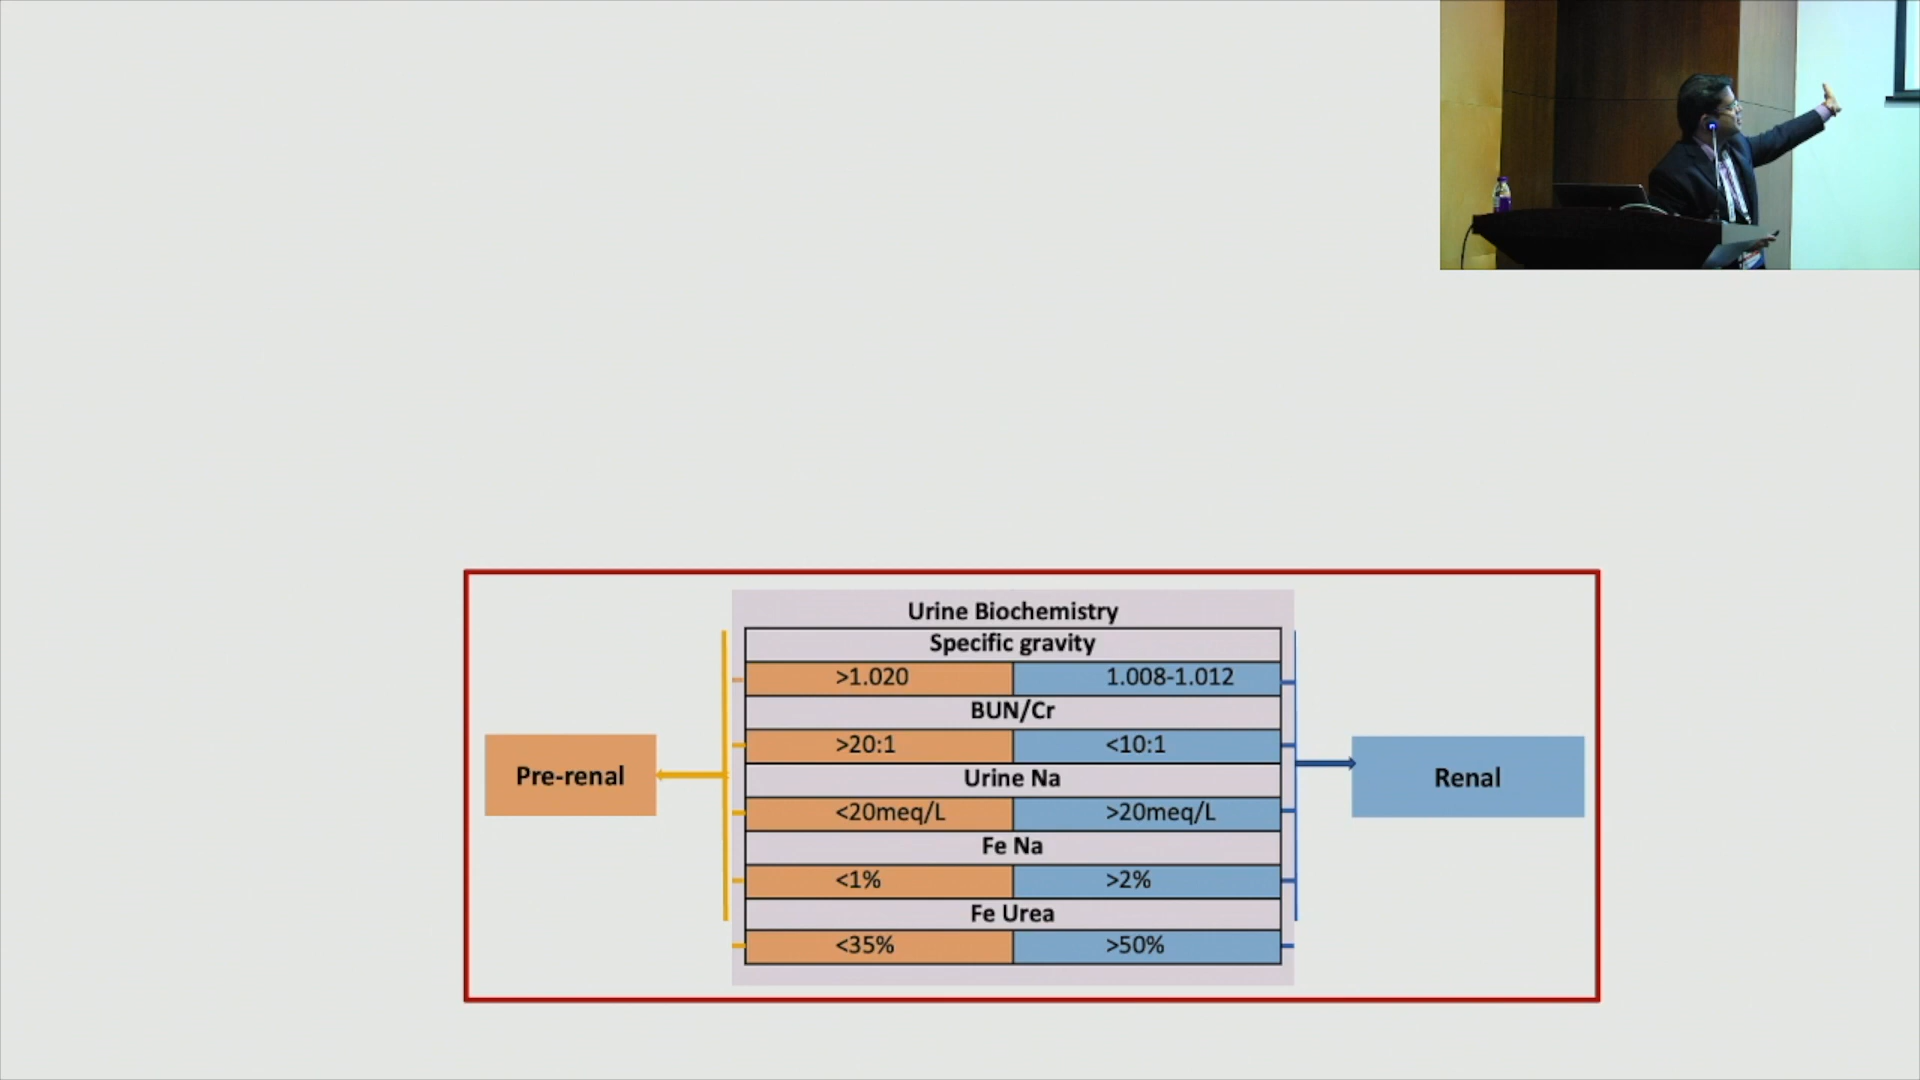 Urine Biochemistry
Specific gravity
>1.020 1.008-1.012
BUN/Cr
>20:1 <10:1
Urine Na
<20meq/L >20meq/L
Fe Na
<1% >2%
Fe Urea
<35% >50%
Pre-renal
Renal